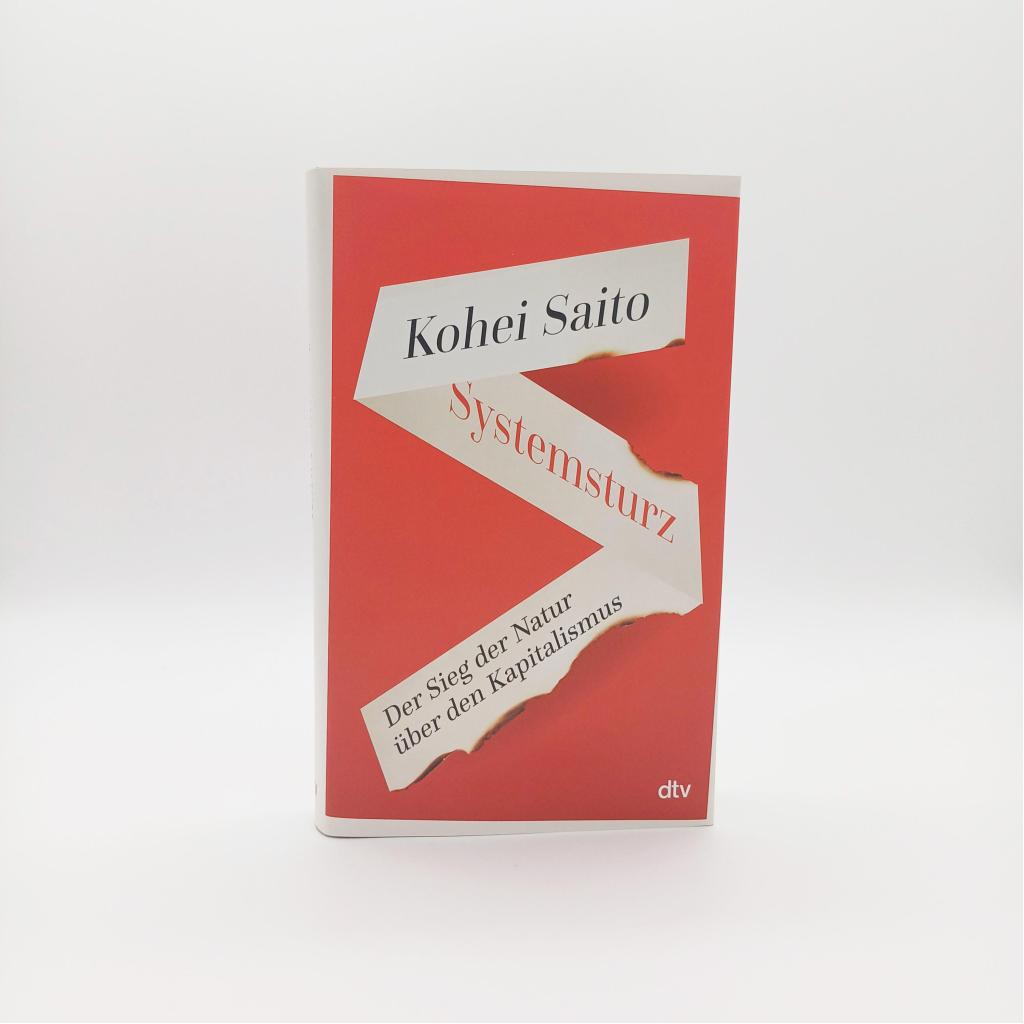 Kohei Saito
Systemsturz
Der Sieg der Natur
über den Kapitalismus
dtv